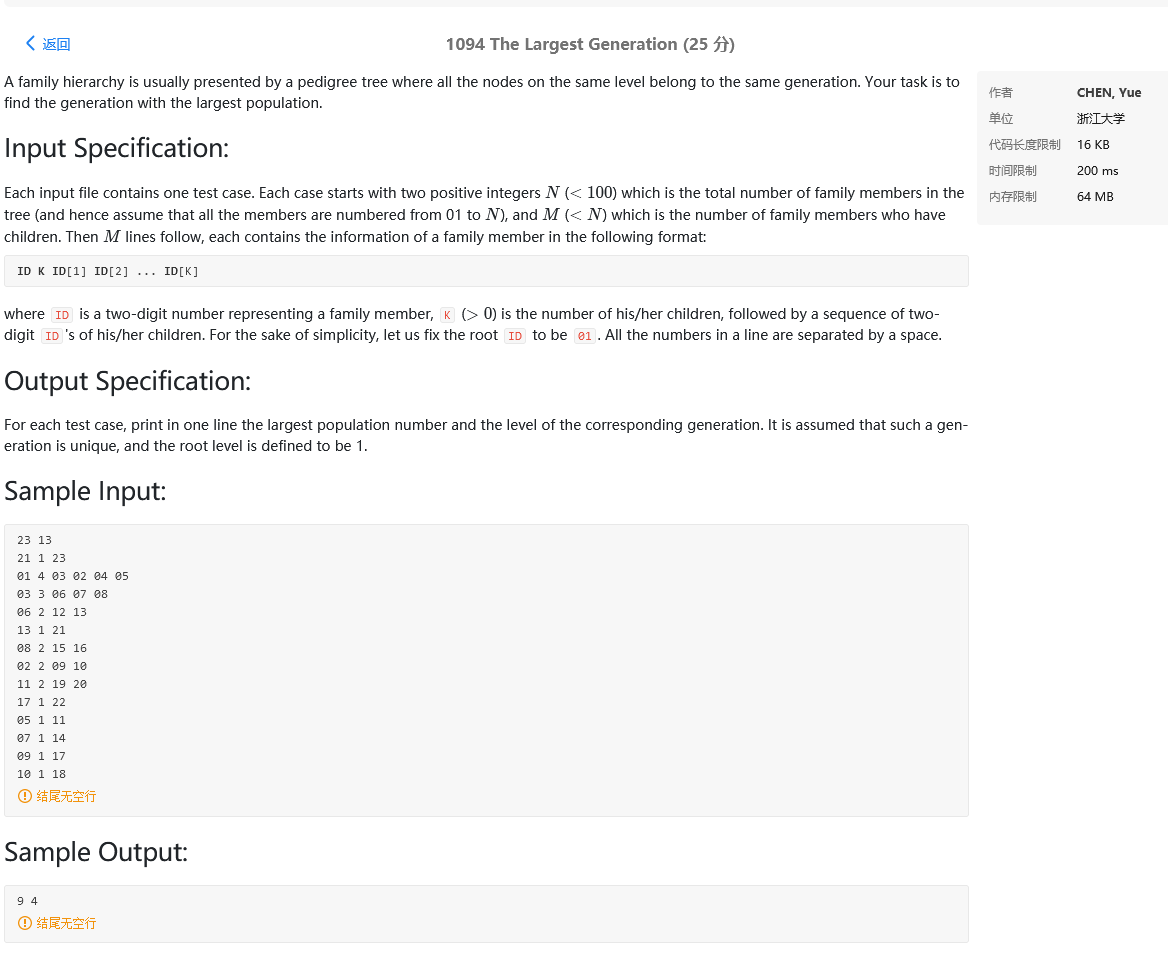 返回
1094 The Largest Generation (25 分)
A family hierarchy is usually presented by a pedigree tree where all the nodes on the same level belong to the same generation. Your task is to
find the generation with the largest population.
作者 CHEN, Yue
单位 浙江大学
代码长度限制 16 KB
时间限制 200 ms
内存限制 64 MB
Input Specification:
Each input file contains one test case. Each case starts with two positive integers N (< 100) which is the total number of family members in the
tree (and hence assume that all the members are numbered from 01 to N), and M (< N) which is the number of family members who have
children. Then M lines follow, each contains the information of a family member in the following format:
ID K ID[1] ID[2] ... ID[K]
where ID is a two-digit number representing a family member, K (> 0) is the number of his/her children, followed by a sequence of two-
digit ID's of his/her children. For the sake of simplicity, let us fix the root ID to be 01. All the numbers in a line are separated by a space.
Output Specification:
For each test case, print in one line the largest population number and the level of the corresponding generation. It is assumed that such a gen-
eration is unique, and the root level is defined to be 1.
Sample Input:
23 13
21 1 23
01 4 03 02 04 05
03 3 06 07 08
06 2 12 13
13 1 21
08 2 15 16
02 2 09 10
11 2 19 20
17 1 22
05 1 11
07 1 14
09 1 17
10 1 18
结尾无空行
Sample Output:
9 4
结尾无空行